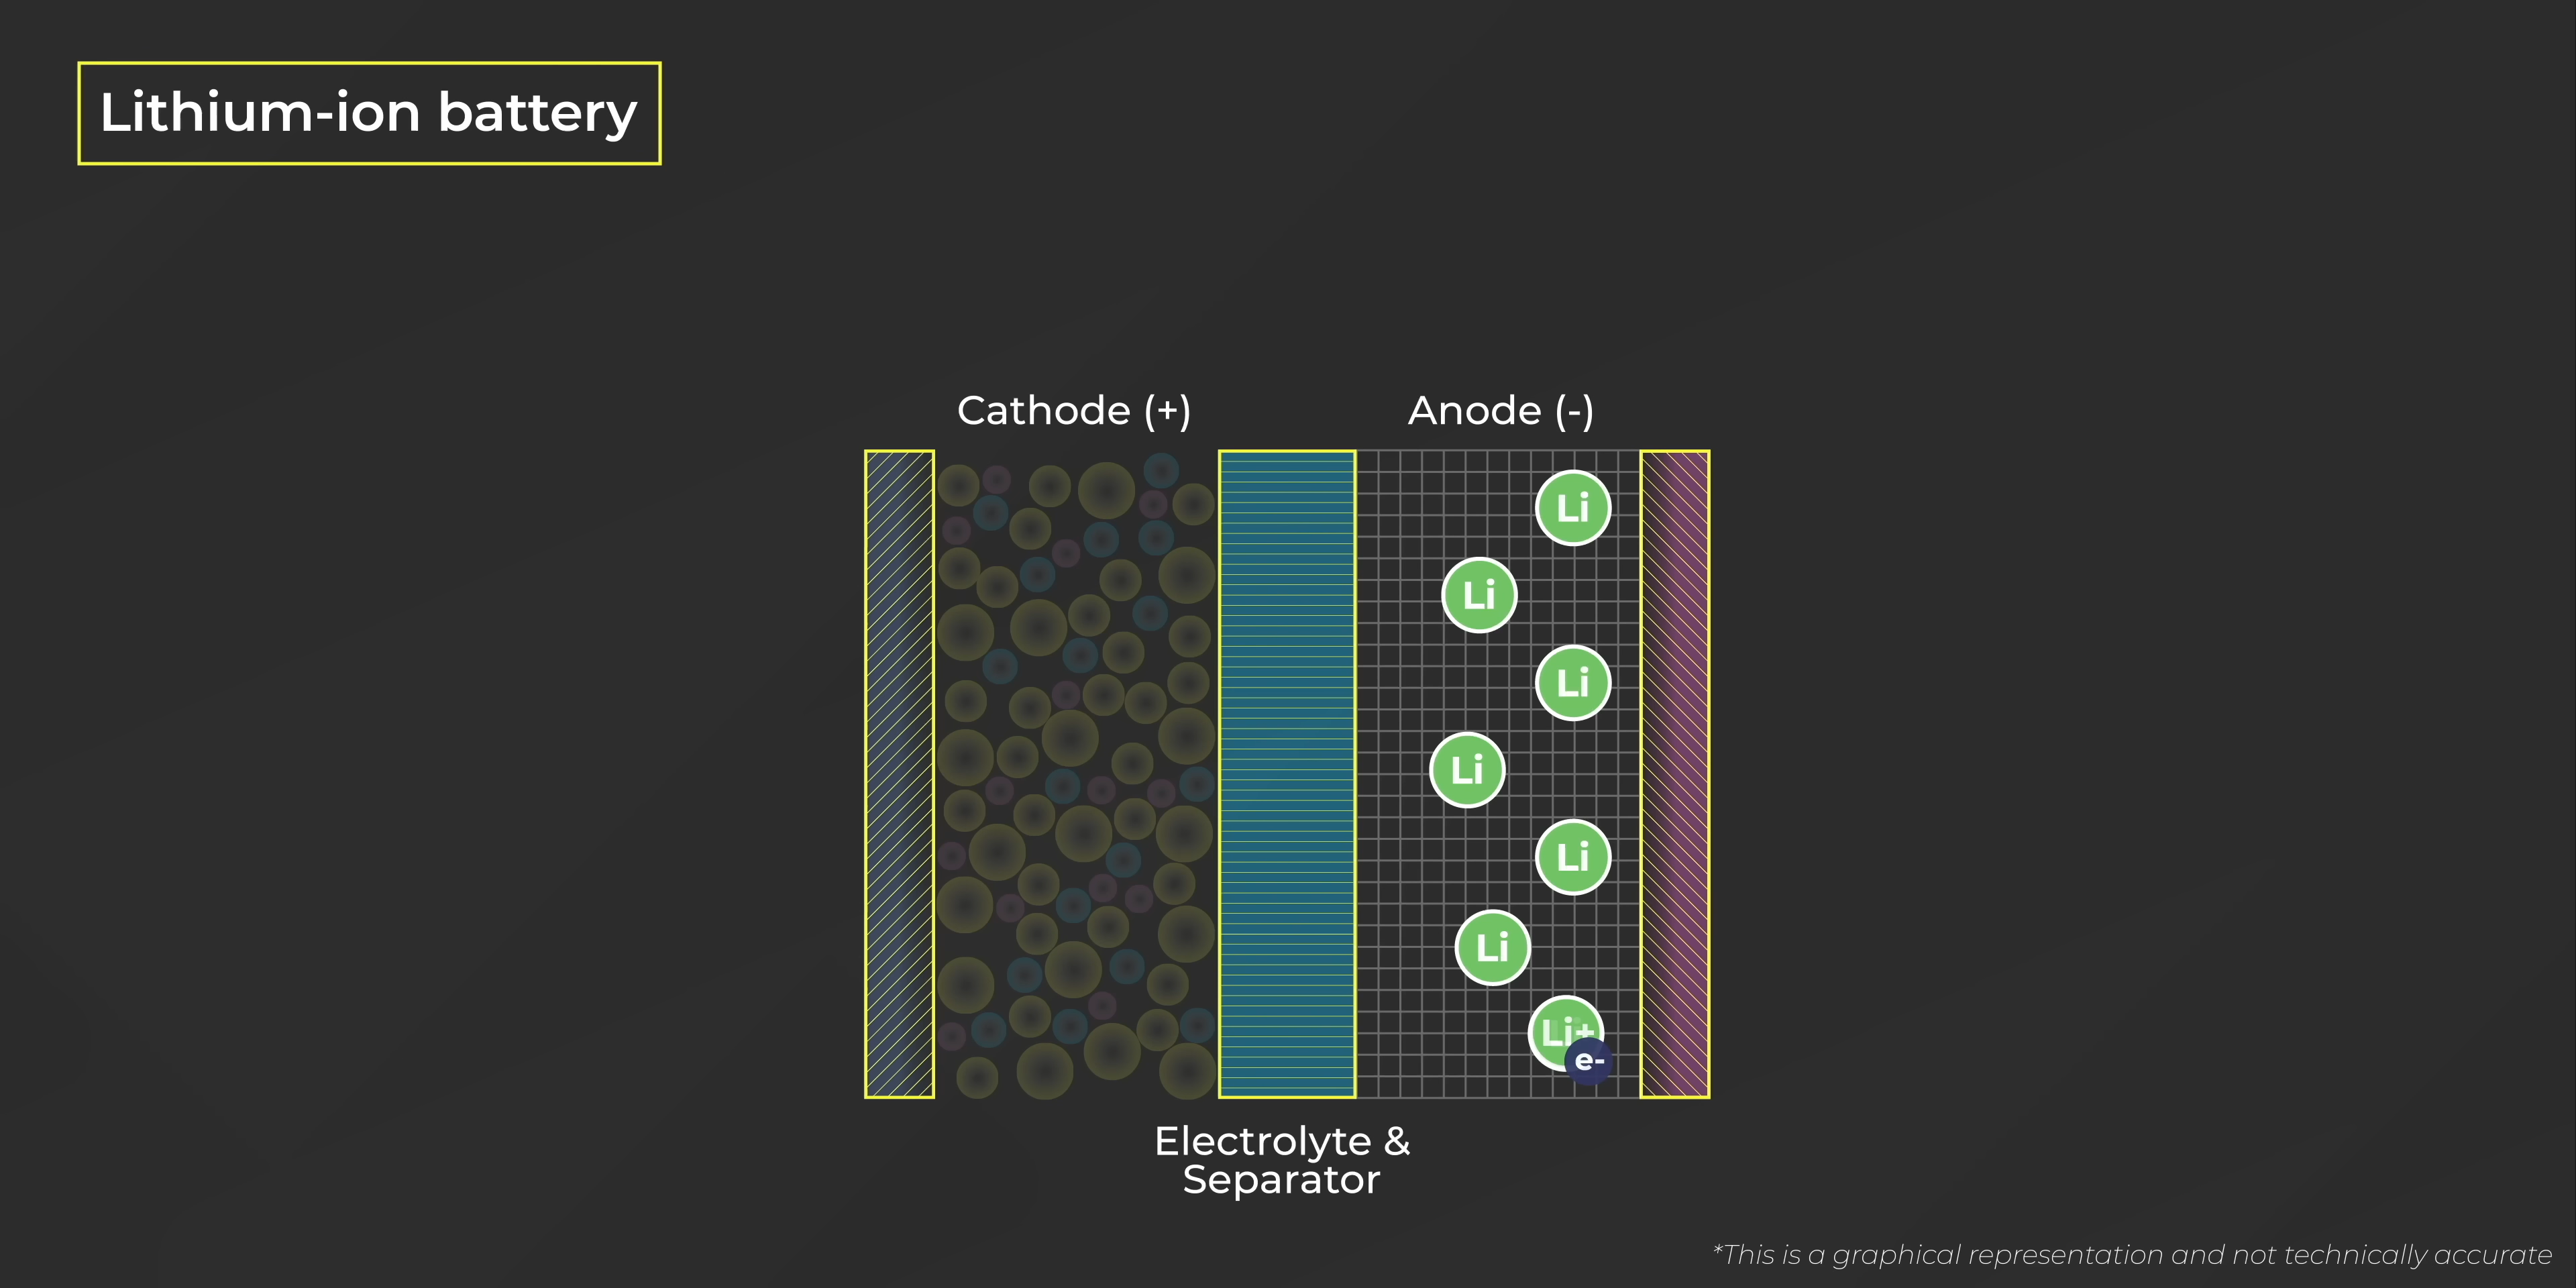 Lithium-ion battery
Cathode (+)
Anode (-)
Li
Li
Li
Li
Li
Li
Li+
e-
Electrolyte &
Separator
*This is a graphical representation and not technically accurate